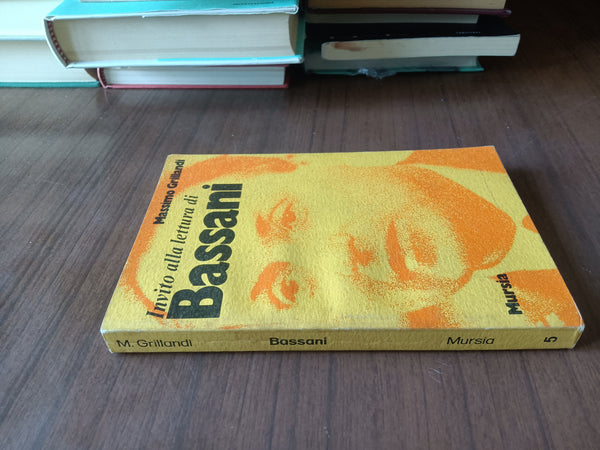 Massimo Grillandi
Invito alla lettura di
Bassani
Mursia
M. Grillandi Bassani Mursia 5